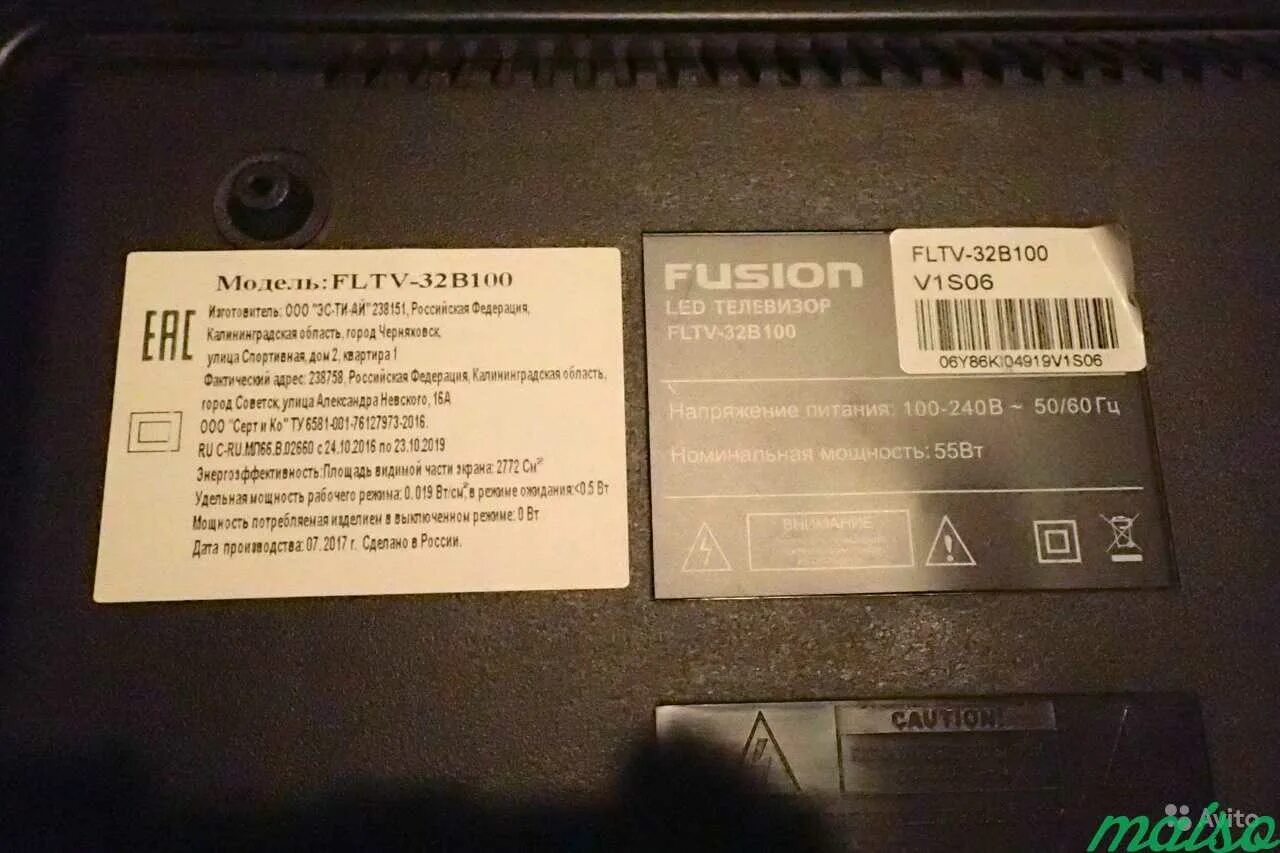 Модель: FLTV-32B100
EAC
Изготовитель: ООО "ЭС-ТИ-АЙ" 238151, Российская Федерация,
Калининградская область, город Черняховск,
улица Спортивная, дом 2, квартира 1
Фактический адрес: 238758, Российская Федерация, Калининградская область,
город Советск, улица Александра Невского, 16А
ООО "Серт и Ко" ТУ 6581-001-76127973-2016.
RU C-RU.МЛ66.В.02660 с 24.10.2016 по 23.10.2019
Энергоэффективность:Площадь видимой части экрана: 2772 См²
Удельная мощность рабочего режима: 0.019 Вт/см², в режиме ожидания:<0.5 Вт
Мощность потребляемая изделием в выключенном режиме: 0 Вт
Дата производства: 07. 2017 г. Сделано в России.
FUSION
LED ТЕЛЕВИЗОР
FLTV-32B100
FLTV-32B100
V1S06
06Y86KI04919V1S06
Напряжение питания: 100-240В ~ 50/60Гц
Номинальная мощность: 55Вт
ВНИМАНИЕ
CAUTION!
Avito
maiso